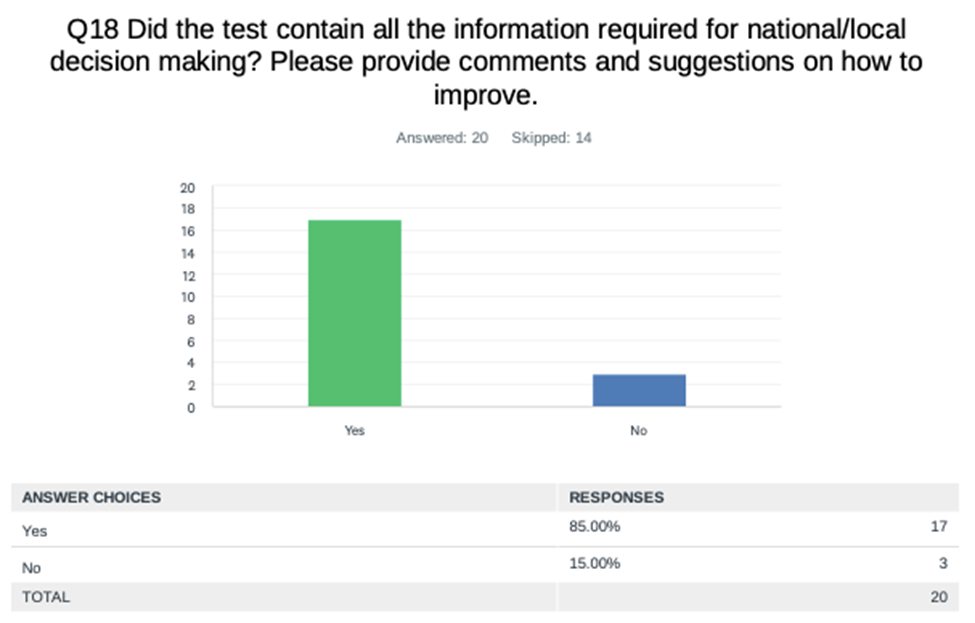 Q18 Did the test contain all the information required for national/local
decision making? Please provide comments and suggestions on how to
improve.
Answered: 20 Skipped: 14
20
18
16
14
12
10
8
6
4
2
0
Yes No
ANSWER CHOICES RESPONSES
Yes 85.00% 17
No 15.00% 3
TOTAL 20